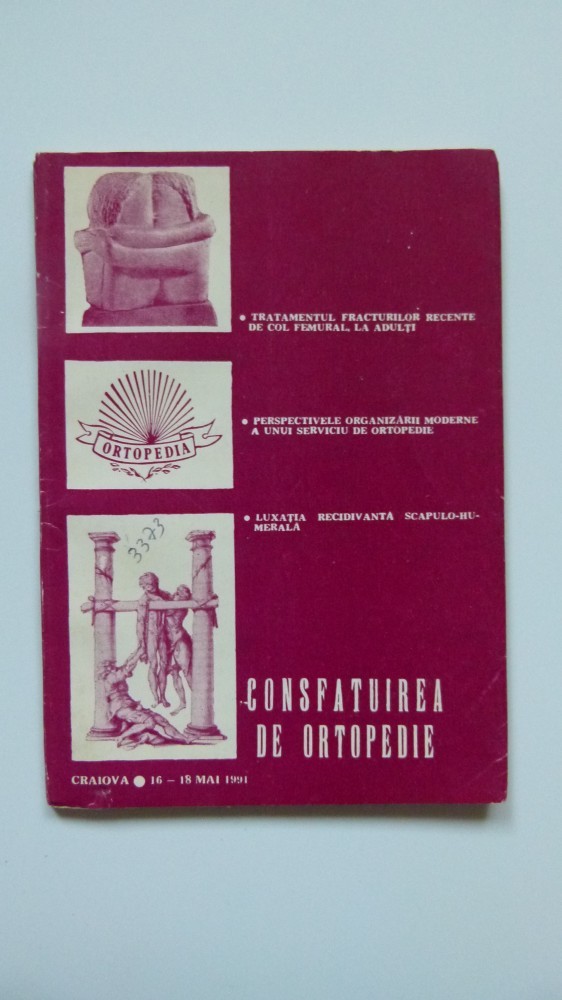 • TRATAMENTUL FRACTURILOR RECENTE
DE COL FEMURAL, LA ADULȚI
ORTOPEDIA
• PERSPECTIVELE ORGANIZĂRII MODERNE
A UNUI SERVICIU DE ORTOPEDIE
• LUXAȚIA RECIDIVANTĂ SCAPULO-HU-
MERALĂ
3373
CONSFATUIREA
DE ORTOPEDIE
CRAIOVA ● 16 – 18 MAI 1991